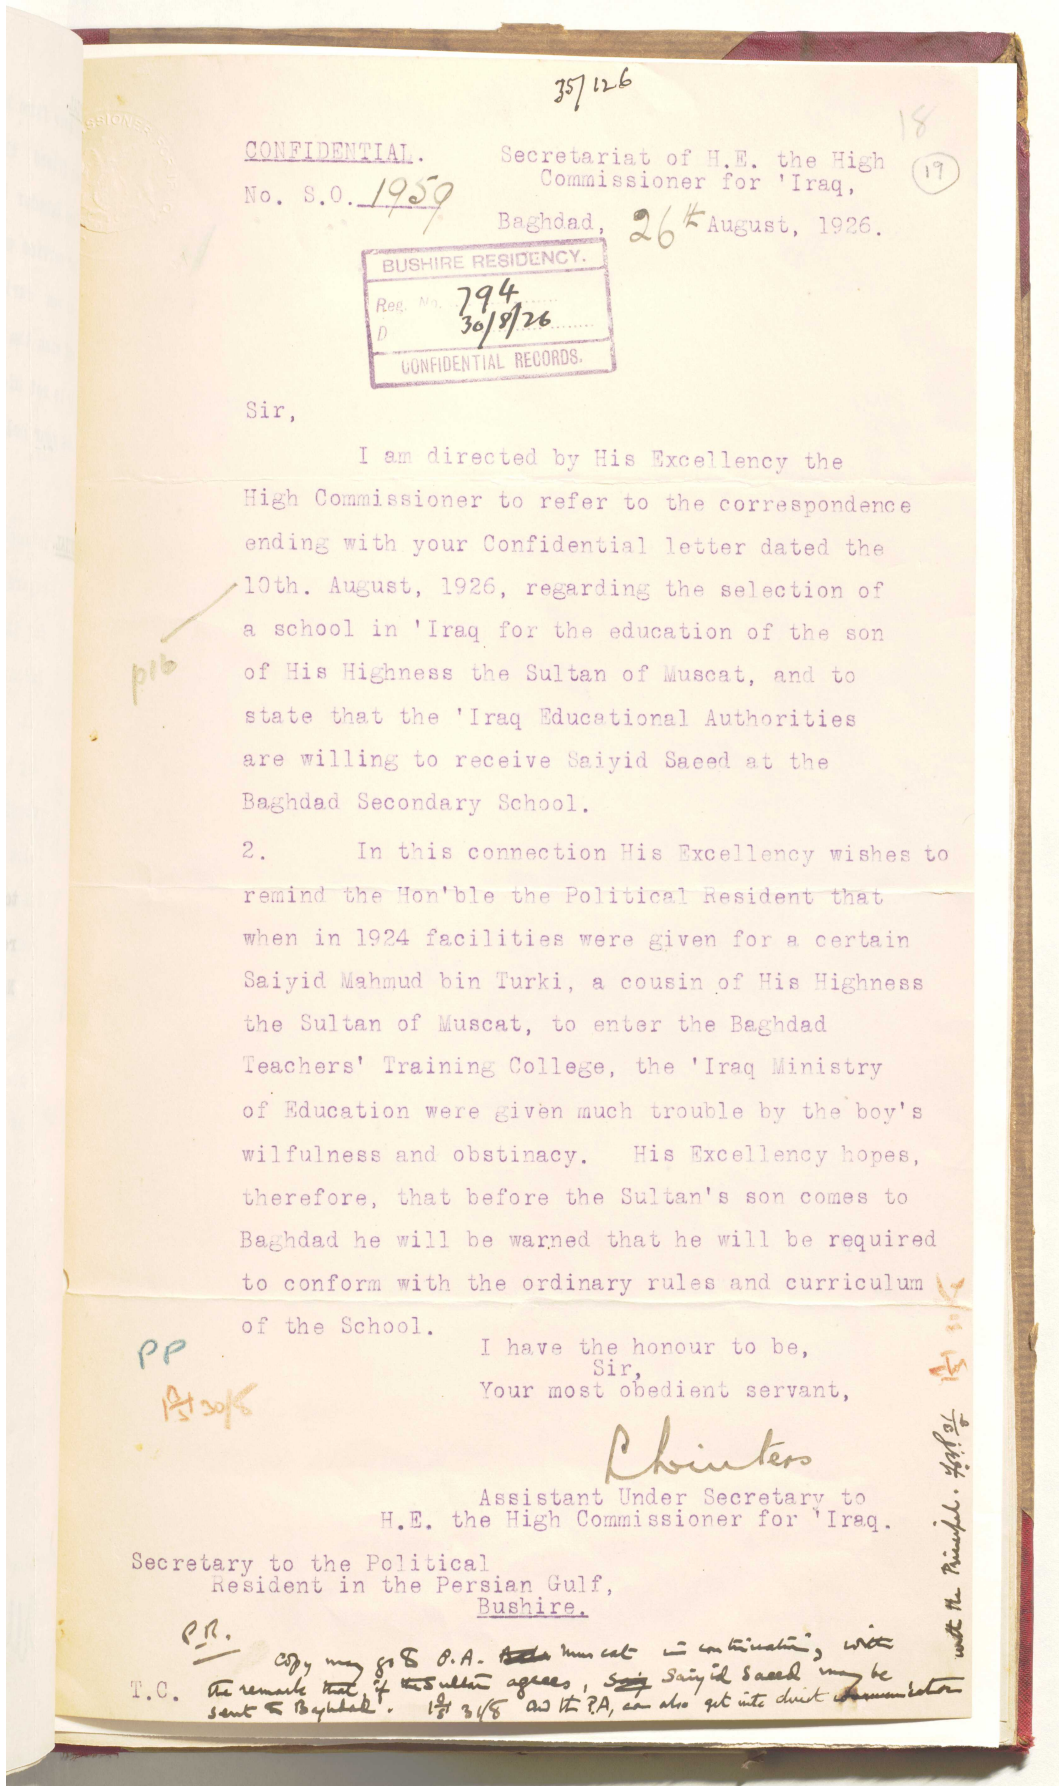 35/126
18
19
CONFIDENTIAL.
No. S.O. 1959
Secretariat of H.E. the High
Commissioner for 'Iraq,
Baghdad, 26th August, 1926.
BUSHIRE RESIDENCY.
Reg. No. 794
D 30/8/26
CONFIDENTIAL RECORDS.
Sir,
I am directed by His Excellency the
High Commissioner to refer to the correspondence
ending with your Confidential letter dated the
10th. August, 1926, regarding the selection of
a school in 'Iraq for the education of the son
p16
of His Highness the Sultan of Muscat, and to
state that the 'Iraq Educational Authorities
are willing to receive Saiyid Saeed at the
Baghdad Secondary School.
2. In this connection His Excellency wishes to
remind the Hon'ble the Political Resident that
when in 1924 facilities were given for a certain
Saiyid Mahmud bin Turki, a cousin of His Highness
the Sultan of Muscat, to enter the Baghdad
Teachers' Training College, the 'Iraq Ministry
of Education were given much trouble by the boy's
wilfulness and obstinacy. His Excellency hopes,
therefore, that before the Sultan's son comes to
Baghdad he will be warned that he will be required
to conform with the ordinary rules and curriculum
of the School.
PP
30/8
I have the honour to be,
Sir,
Your most obedient servant,
Assistant Under Secretary to
H.E. the High Commissioner for 'Iraq.
Secretary to the Political
Resident in the Persian Gulf,
Bushire.
P.R.
Copy may go to P.A. Muscat in continuation, with
T.C. the remark that if the Sultan agrees, Saiyid Saeed may be
sent to Baghdad. 31/8 and the P.A. can also get into direct communication
with the Principal.